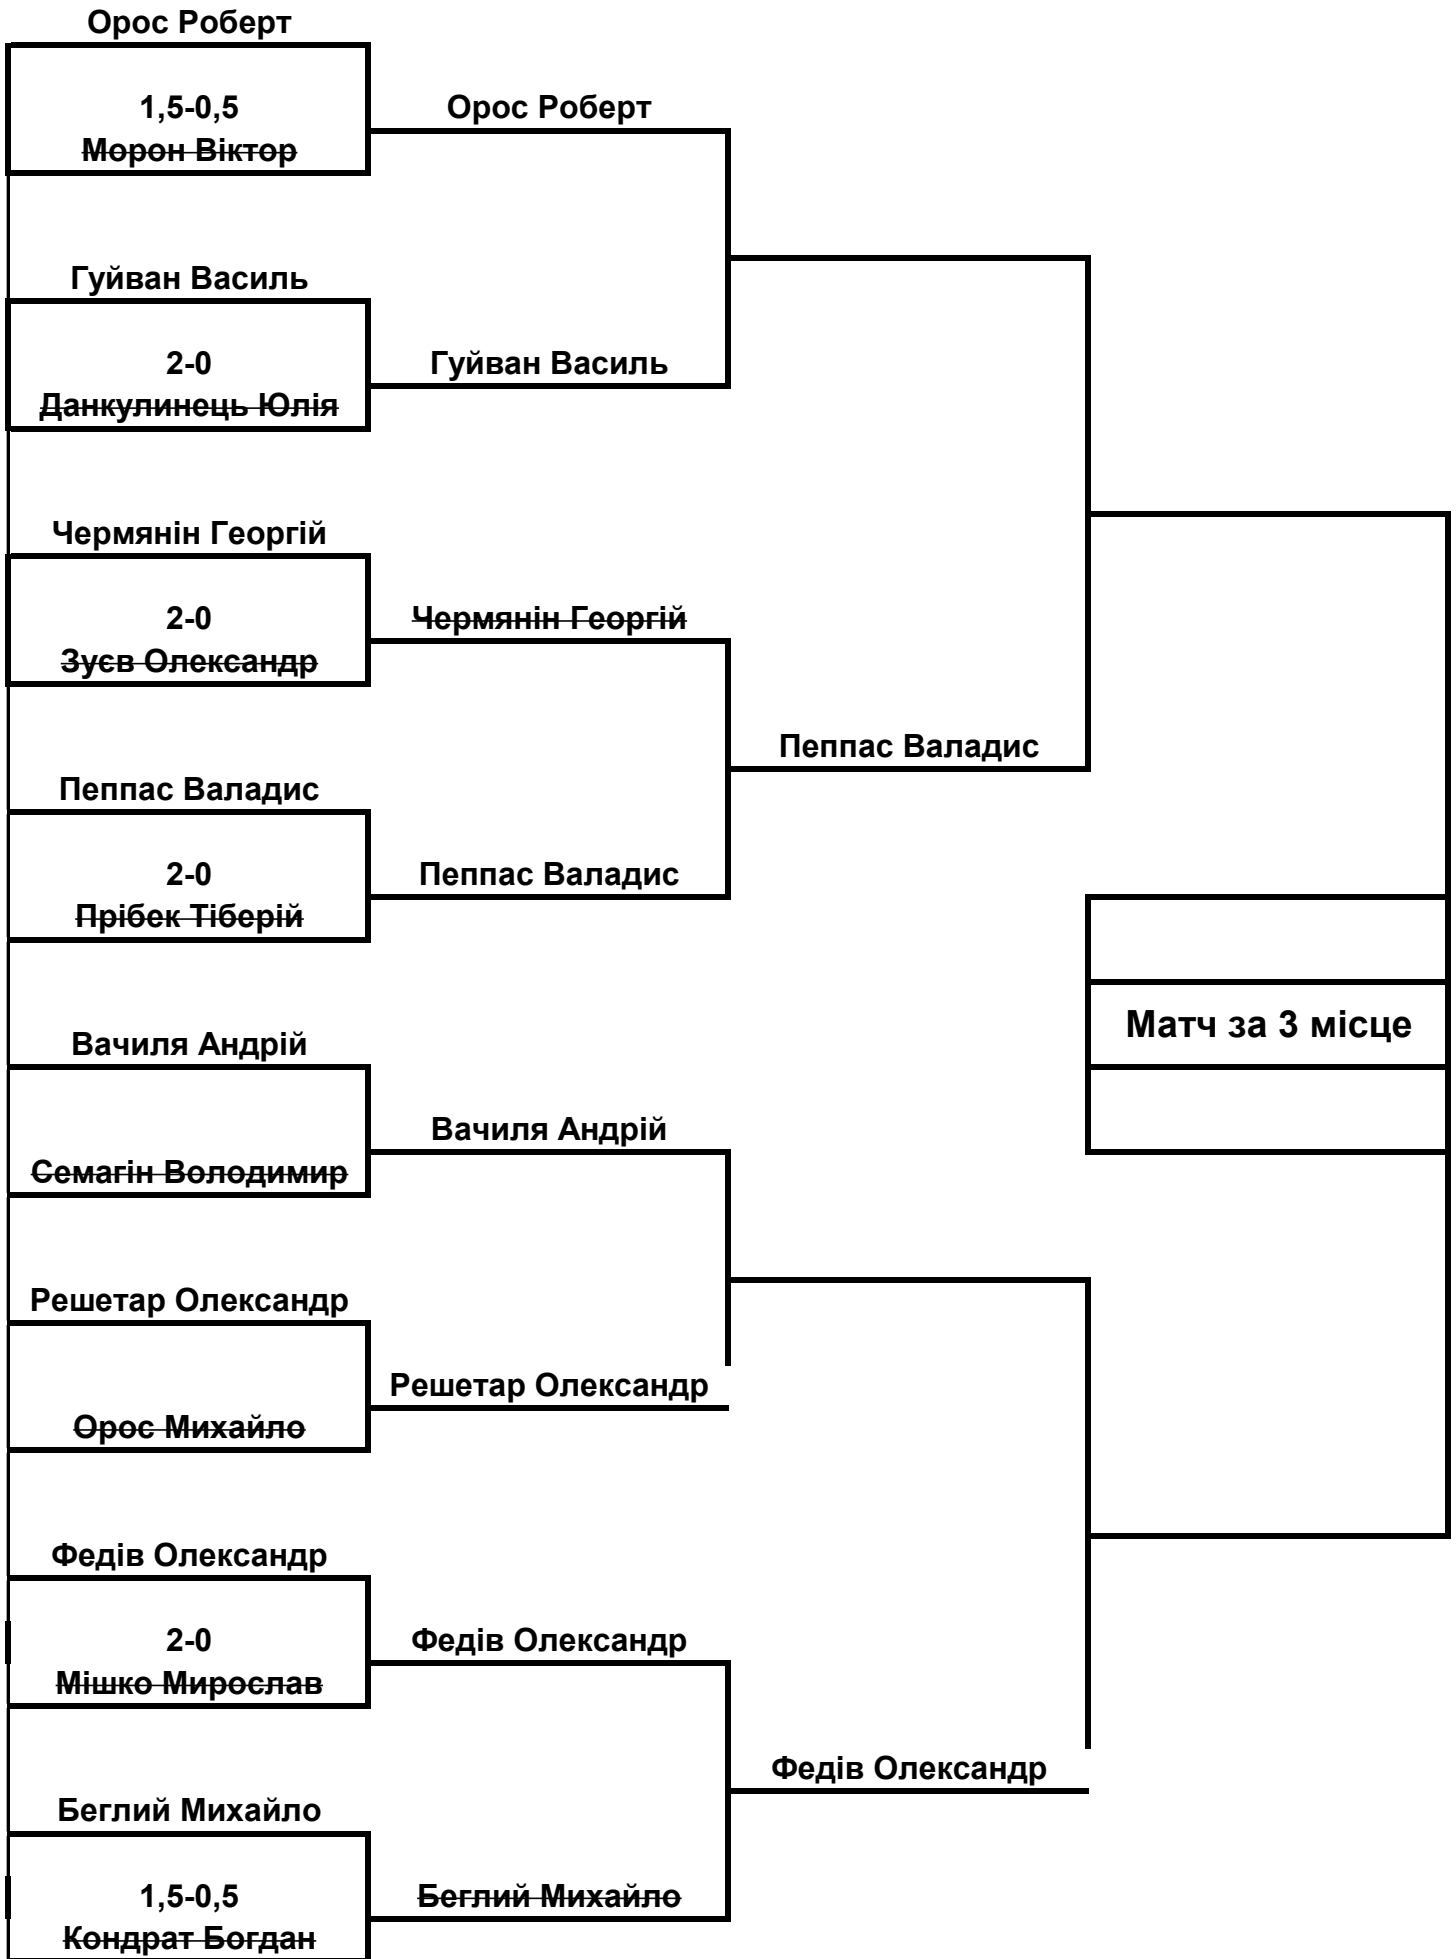 Орос Роберт
1,5-0,5
Морон Віктор
Орос Роберт
Гуйван Василь
2-0
Данкулинець Юлія
Гуйван Василь
Чермянін Георгій
2-0
Зуєв Олександр
Чермянін Георгій
Пеппас Валадис
Пеппас Валадис
2-0
Прібек Тіберій
Пеппас Валадис
Матч за 3 місце
Вачиля Андрій
Семагін Володимир
Вачиля Андрій
Решетар Олександр
Орос Михайло
Решетар Олександр
Федів Олександр
2-0
Мішко Мирослав
Федів Олександр
Федів Олександр
Беглий Михайло
1,5-0,5
Кондрат Богдан
Беглий Михайло